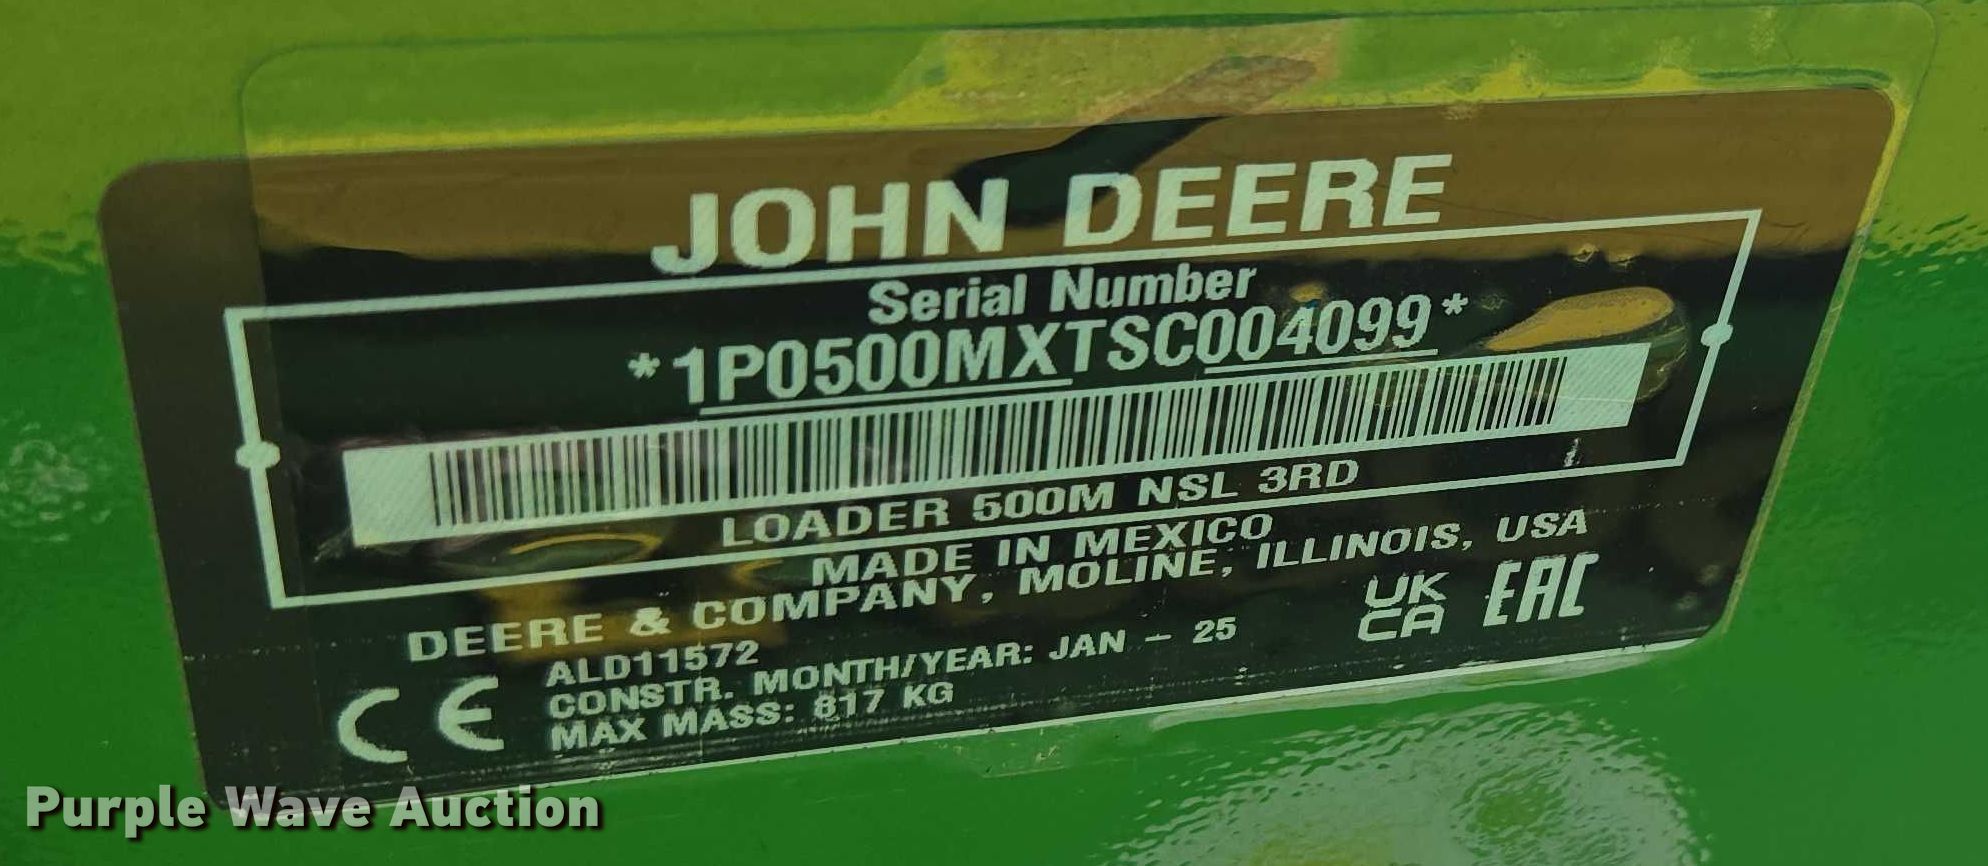 JOHN DEERE
Serial Number
*1P0500MXTSC004099*
LOADER 500M NSL 3RD
MADE IN MEXICO
DEERE & COMPANY, MOLINE, ILLINOIS, USA
ALD11572
CONSTR. MONTH/YEAR: JAN - 25
MAX MASS: 817 KG
CE
UK
CA
EAC
Purple Wave Auction